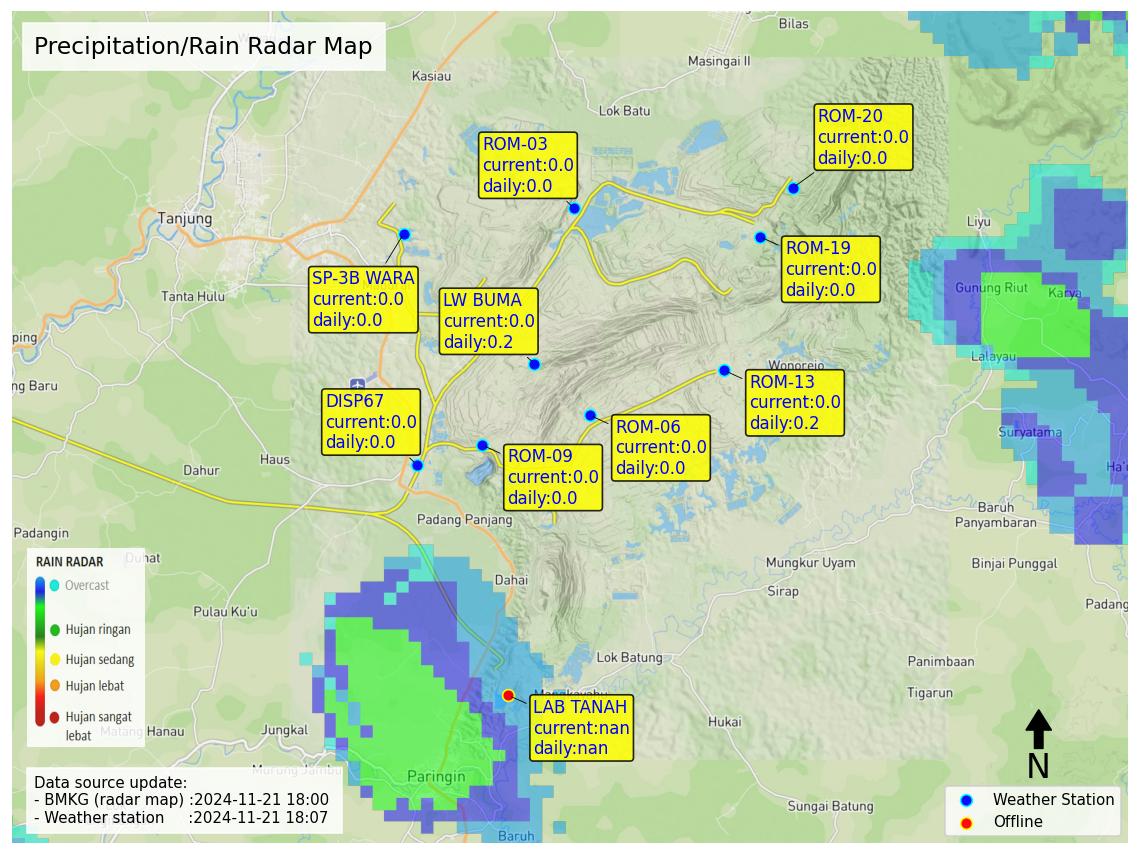 Precipitation/Rain Radar Map
Bilas
Masingai II
Kasiau
Lok Batu
ROM-20
current:0.0
daily:0.0
ROM-03
current:0.0
daily:0.0
Tanjung
Liyu
ROM-19
current:0.0
daily:0.0
SP-3B WARA
current:0.0
daily:0.0
Tanta Hulu
Gunung Riut
Karya
LW BUMA
current:0.0
daily:0.2
ping
Lalayau
Wonorejo
ng Baru
ROM-13
current:0.0
daily:0.2
DISP67
current:0.0
daily:0.0
ROM-06
current:0.0
daily:0.0
Suryatama
Haus
Dahur
ROM-09
current:0.0
daily:0.0
Ha'u
Baruh
Panyambaran
Padang Panjang
Padangin
Duhat
Mungkur Uyam
Binjai Punggal
RAIN RADAR
Overcast
Hujan ringan
Hujan sedang
Hujan lebat
Hujan sangat
lebat
Dahai
Sirap
Padang
Pulau Ku'u
Lok Batung
Panimbaan
Tigarun
LAB TANAH
current:nan
daily:nan
Hukai
Matang Hanau
Jungkal
Murung Jambu
Paringin
N
Data source update:
- BMKG (radar map) :2024-11-21 18:00
- Weather station :2024-11-21 18:07
Sungai Batung
Weather Station
Offline
Baruh